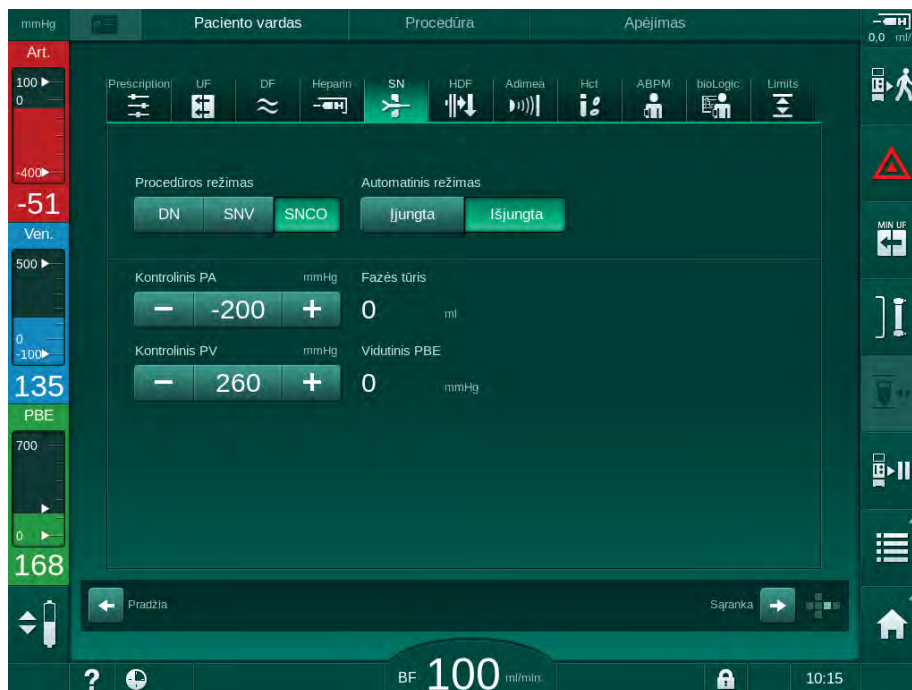 mmHg Paciento vardas Procedūra Apėjimas
0,0 ml/
Art.
100
0
-400
-51
Ven.
500
0
-100
135
PBE
700
0
168
Prescription UF DF Heparin SN HDF Adimea Hct ABPM bioLogic Limits
Procedūros režimas Automatinis režimas
DN SNV SNCO Įjungta Išjungta
Kontrolinis PA mmHg Fazės tūris
− -200 + 0 ml
Kontrolinis PV mmHg Vidutinis PBE
− 260 + 0 mmHg
MIN UF
Pradžia Sąranka
? BF 100 ml/min. 10:15